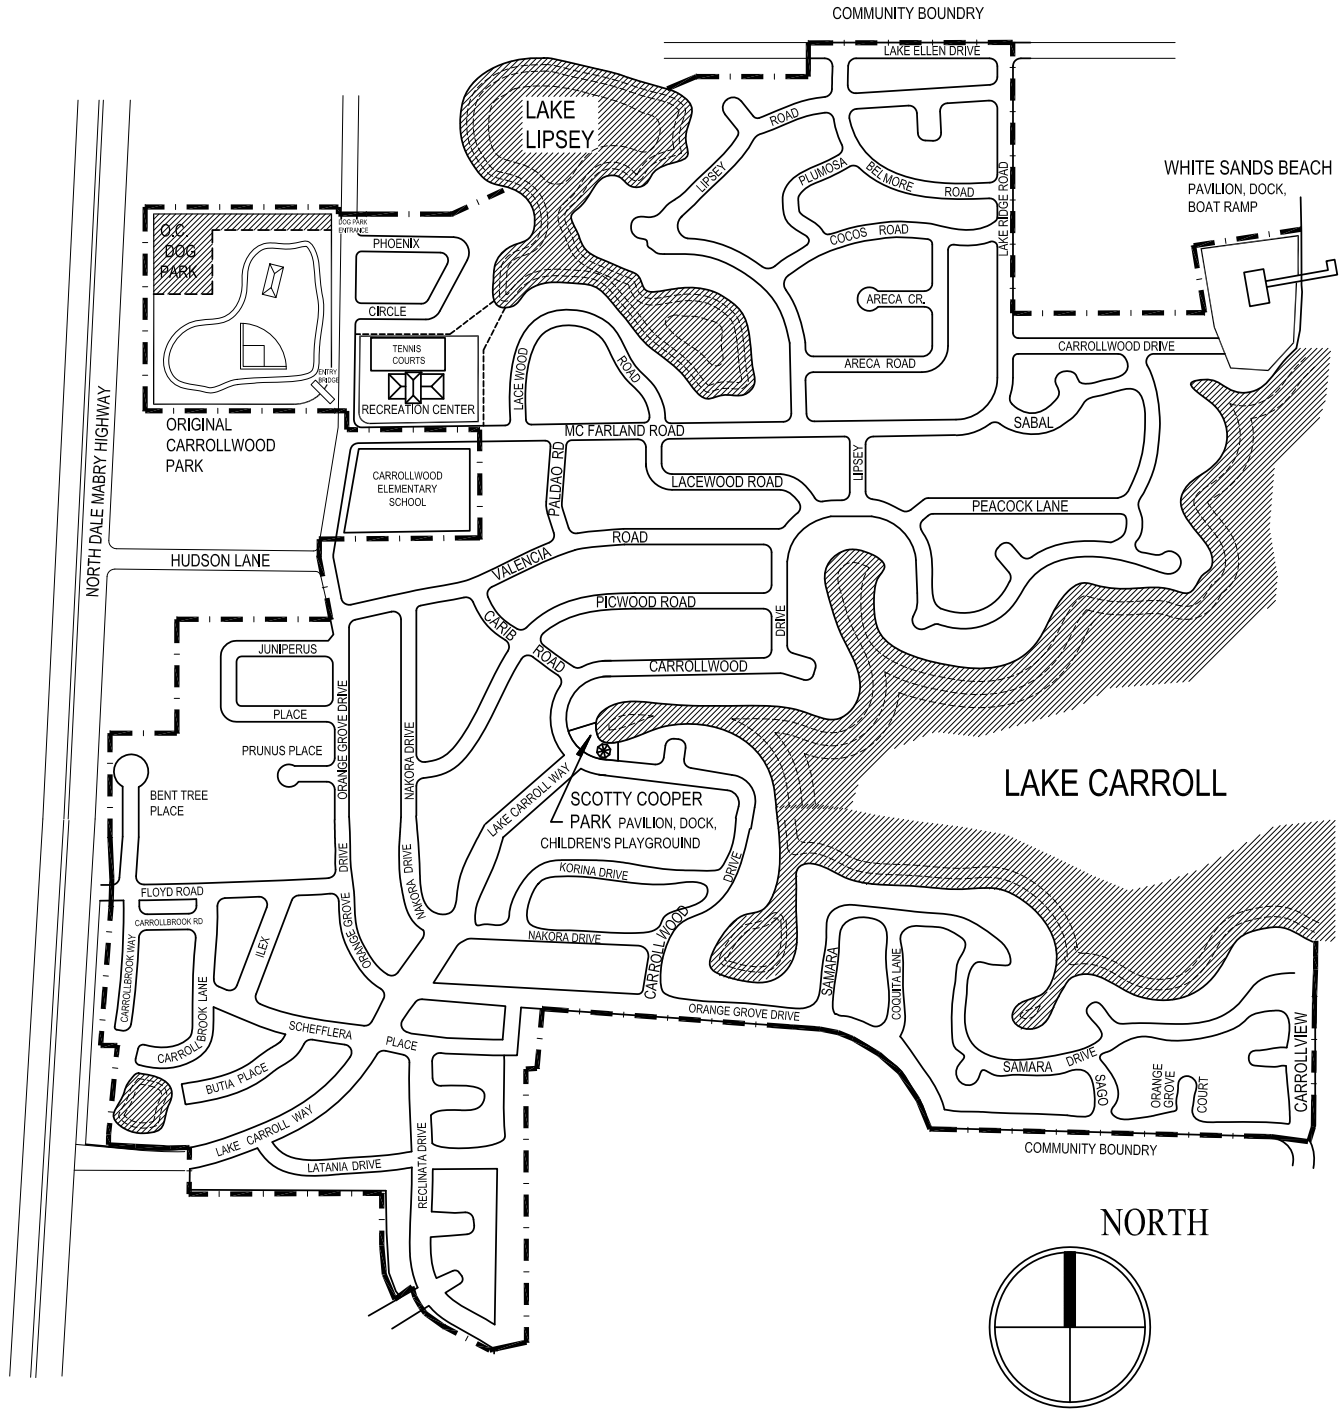 COMMUNITY BOUNDRY
LAKE ELLEN DRIVE
LAKE
LIPSEY
ROAD
LIPSEY
PLUMOSA
BELMORE
ROAD
LAKE RIDGE ROAD
WHITE SANDS BEACH
PAVILION, DOCK,
BOAT RAMP
O.C.
DOG
PARK
DOG PARK
ENTRANCE
PHOENIX
CIRCLE
COCOS ROAD
ARECA CR.
ARECA ROAD
CARROLLWOOD DRIVE
TENNIS
COURTS
RECREATION CENTER
ENTRY
BRIDGE
LACE WOOD
ROAD
ORIGINAL
CARROLLWOOD
PARK
NORTH DALE MABRY HIGHWAY
MC FARLAND ROAD
SABAL
CARROLLWOOD
ELEMENTARY
SCHOOL
PALDAO RD
LACEWOOD ROAD
LIPSEY
PEACOCK LANE
HUDSON LANE
VALENCIA
ROAD
PICWOOD ROAD
CARIB
ROAD
DRIVE
CARROLLWOOD
JUNIPERUS
PLACE
PRUNUS PLACE
ORANGE GROVE DRIVE
NAKORA DRIVE
BENT TREE
PLACE
LAKE CARROLL WAY
SCOTTY COOPER
PARK PAVILION, DOCK,
CHILDREN'S PLAYGROUND
LAKE CARROLL
KORINA DRIVE
DRIVE
FLOYD ROAD
CARROLLBROOK RD
CARROLLBROOK WAY
ILEX
ORANGE GROVE
DRIVE
NAKORA DRIVE
NAKORA DRIVE
CARROLL WOOD
SAMARA
COQUITA LANE
CARROLL BROOK LANE
SCHEFFLERA
PLACE
ORANGE GROVE DRIVE
BUTIA PLACE
LAKE CARROLL WAY
LATANIA DRIVE
RECLINATA DRIVE
SAMARA DRIVE
SAGO
ORANGE
GROVE
COURT
CARROLLVIEW
COMMUNITY BOUNDRY
NORTH